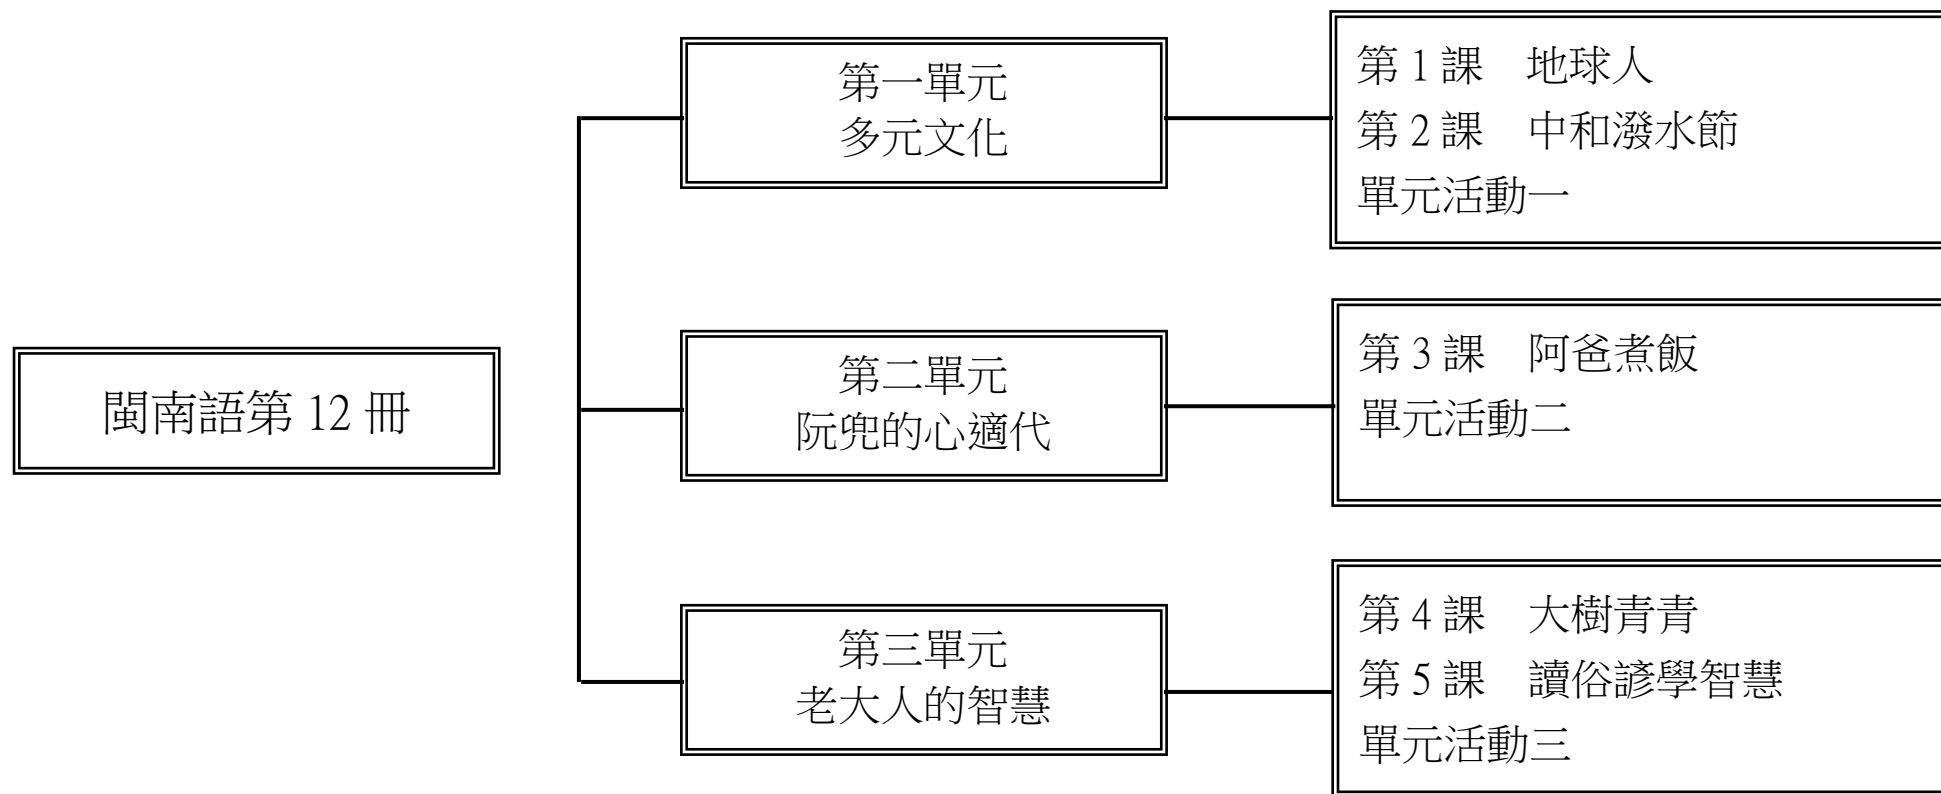 閩南語第 12 冊
第一單元
多元文化
第 1 課　地球人
第 2 課　中和潑水節
單元活動一
第二單元
阮兜的心適代
第 3 課　阿爸煮飯
單元活動二
第三單元
老大人的智慧
第 4 課　大樹青青
第 5 課　讀俗諺學智慧
單元活動三